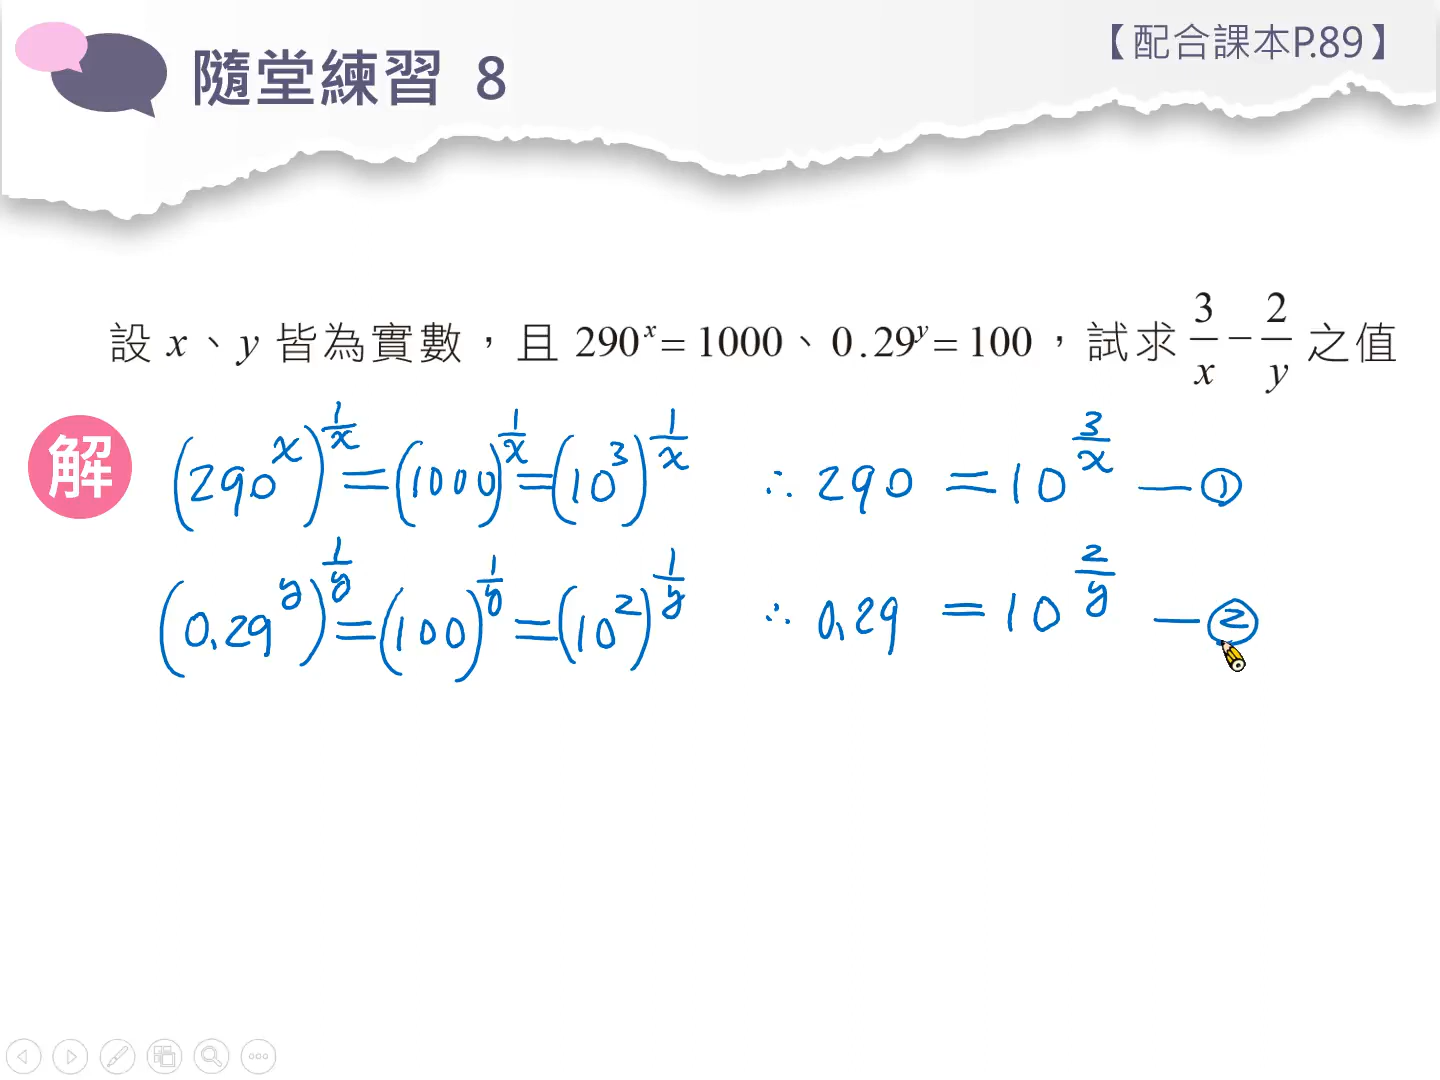 隨堂練習 8
【配合課本P.89】
設 x、y 皆為實數,且 290^x = 1000、0.29^y = 100,試求 3/x − 2/y 之值
解
(290^x)^(1/x) = (1000)^(1/x) = (10^3)^(1/x) ∴ 290 = 10^(3/x) —①
(0.29^y)^(1/y) = (100)^(1/y) = (10^2)^(1/y) ∴ 0.29 = 10^(2/y) —②